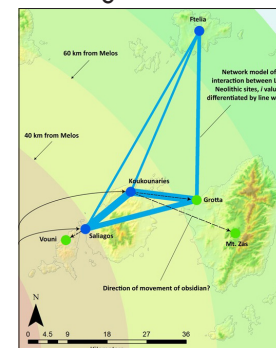 Ftelia
60 km from Melos
Network model of
interaction between L
Neolithic sites, i valu
differentiated by line w
40 km from Melos
Koukounaries
Grotta
Saliagos
Vouni
Mt. Zas
Direction of movement of obsidian?
N
0 4.5 9 18 27 36